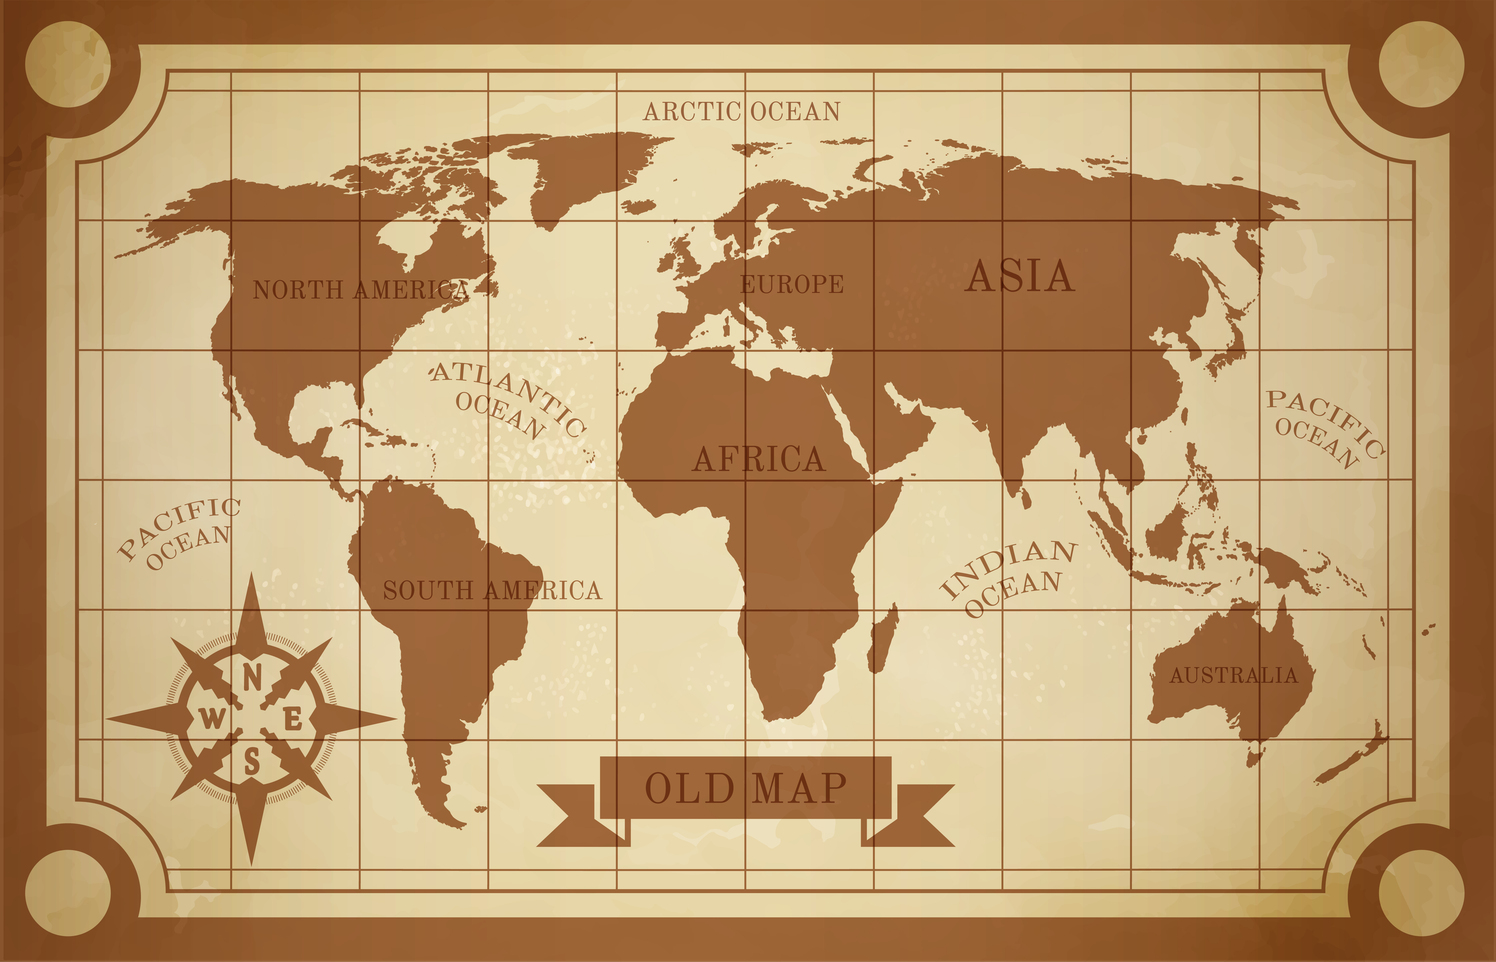 ARCTIC OCEAN
NORTH AMERICA
EUROPE
ASIA
ATLANTIC
OCEAN
PACIFIC
OCEAN
AFRICA
PACIFIC
OCEAN
INDIAN
OCEAN
SOUTH AMERICA
AUSTRALIA
N
W E
S
OLD MAP